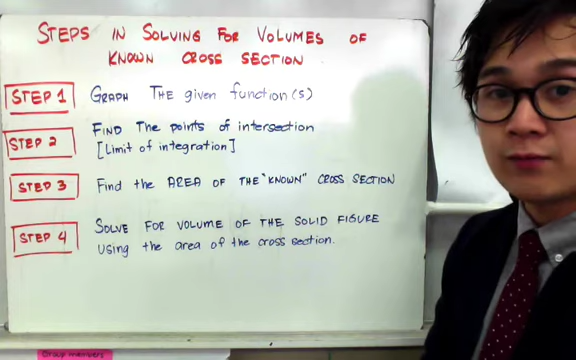 STEPS IN SOLVING FOR VOLUMES OF
KNOWN CROSS SECTION
STEP 1
GRAPH THE given function(s)
STEP 2
FIND The points of intersection
[Limit of integration]
STEP 3
Find the AREA OF THE "KNOWN" CROSS SECTION
STEP 4
SOLVE FOR VOLUME OF THE SOLID FIGURE
using the area of the cross section.
Group members